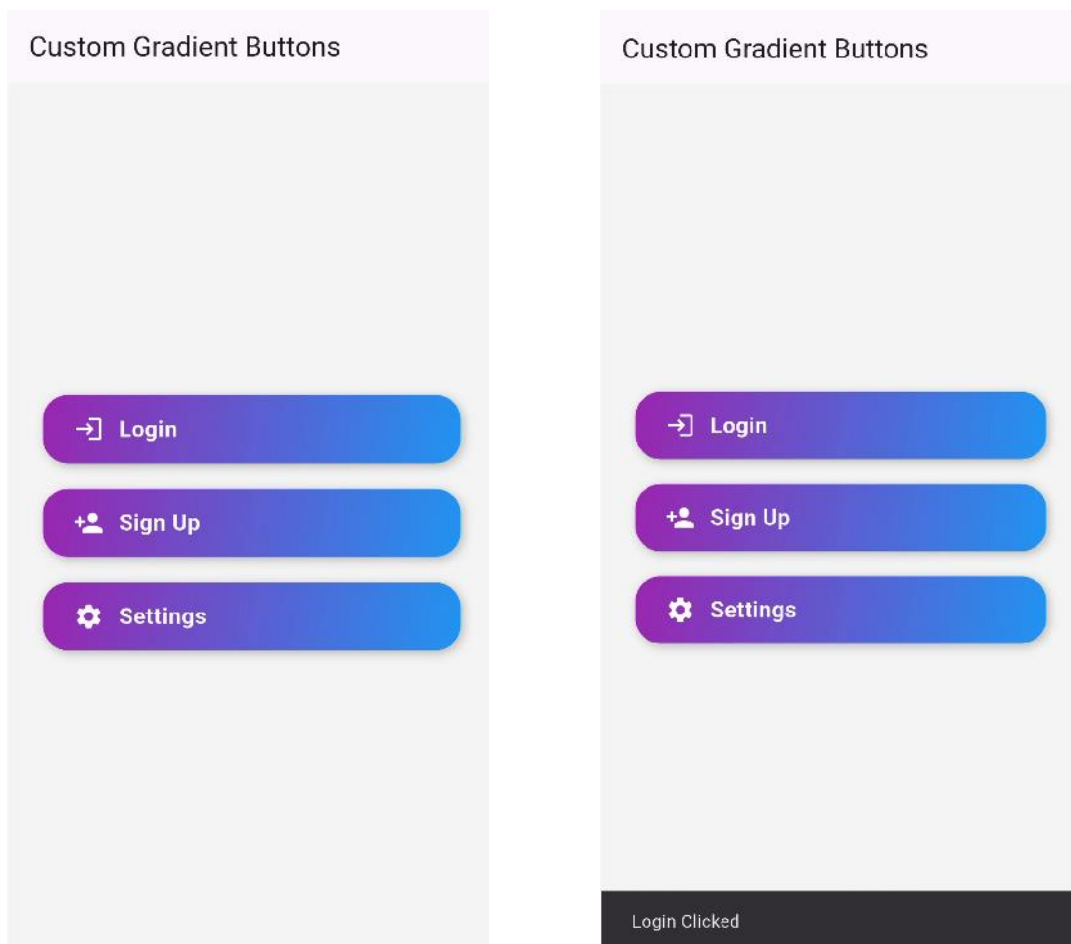 Custom Gradient Buttons
Login
Sign Up
Settings
Custom Gradient Buttons
Login
Sign Up
Settings
Login Clicked